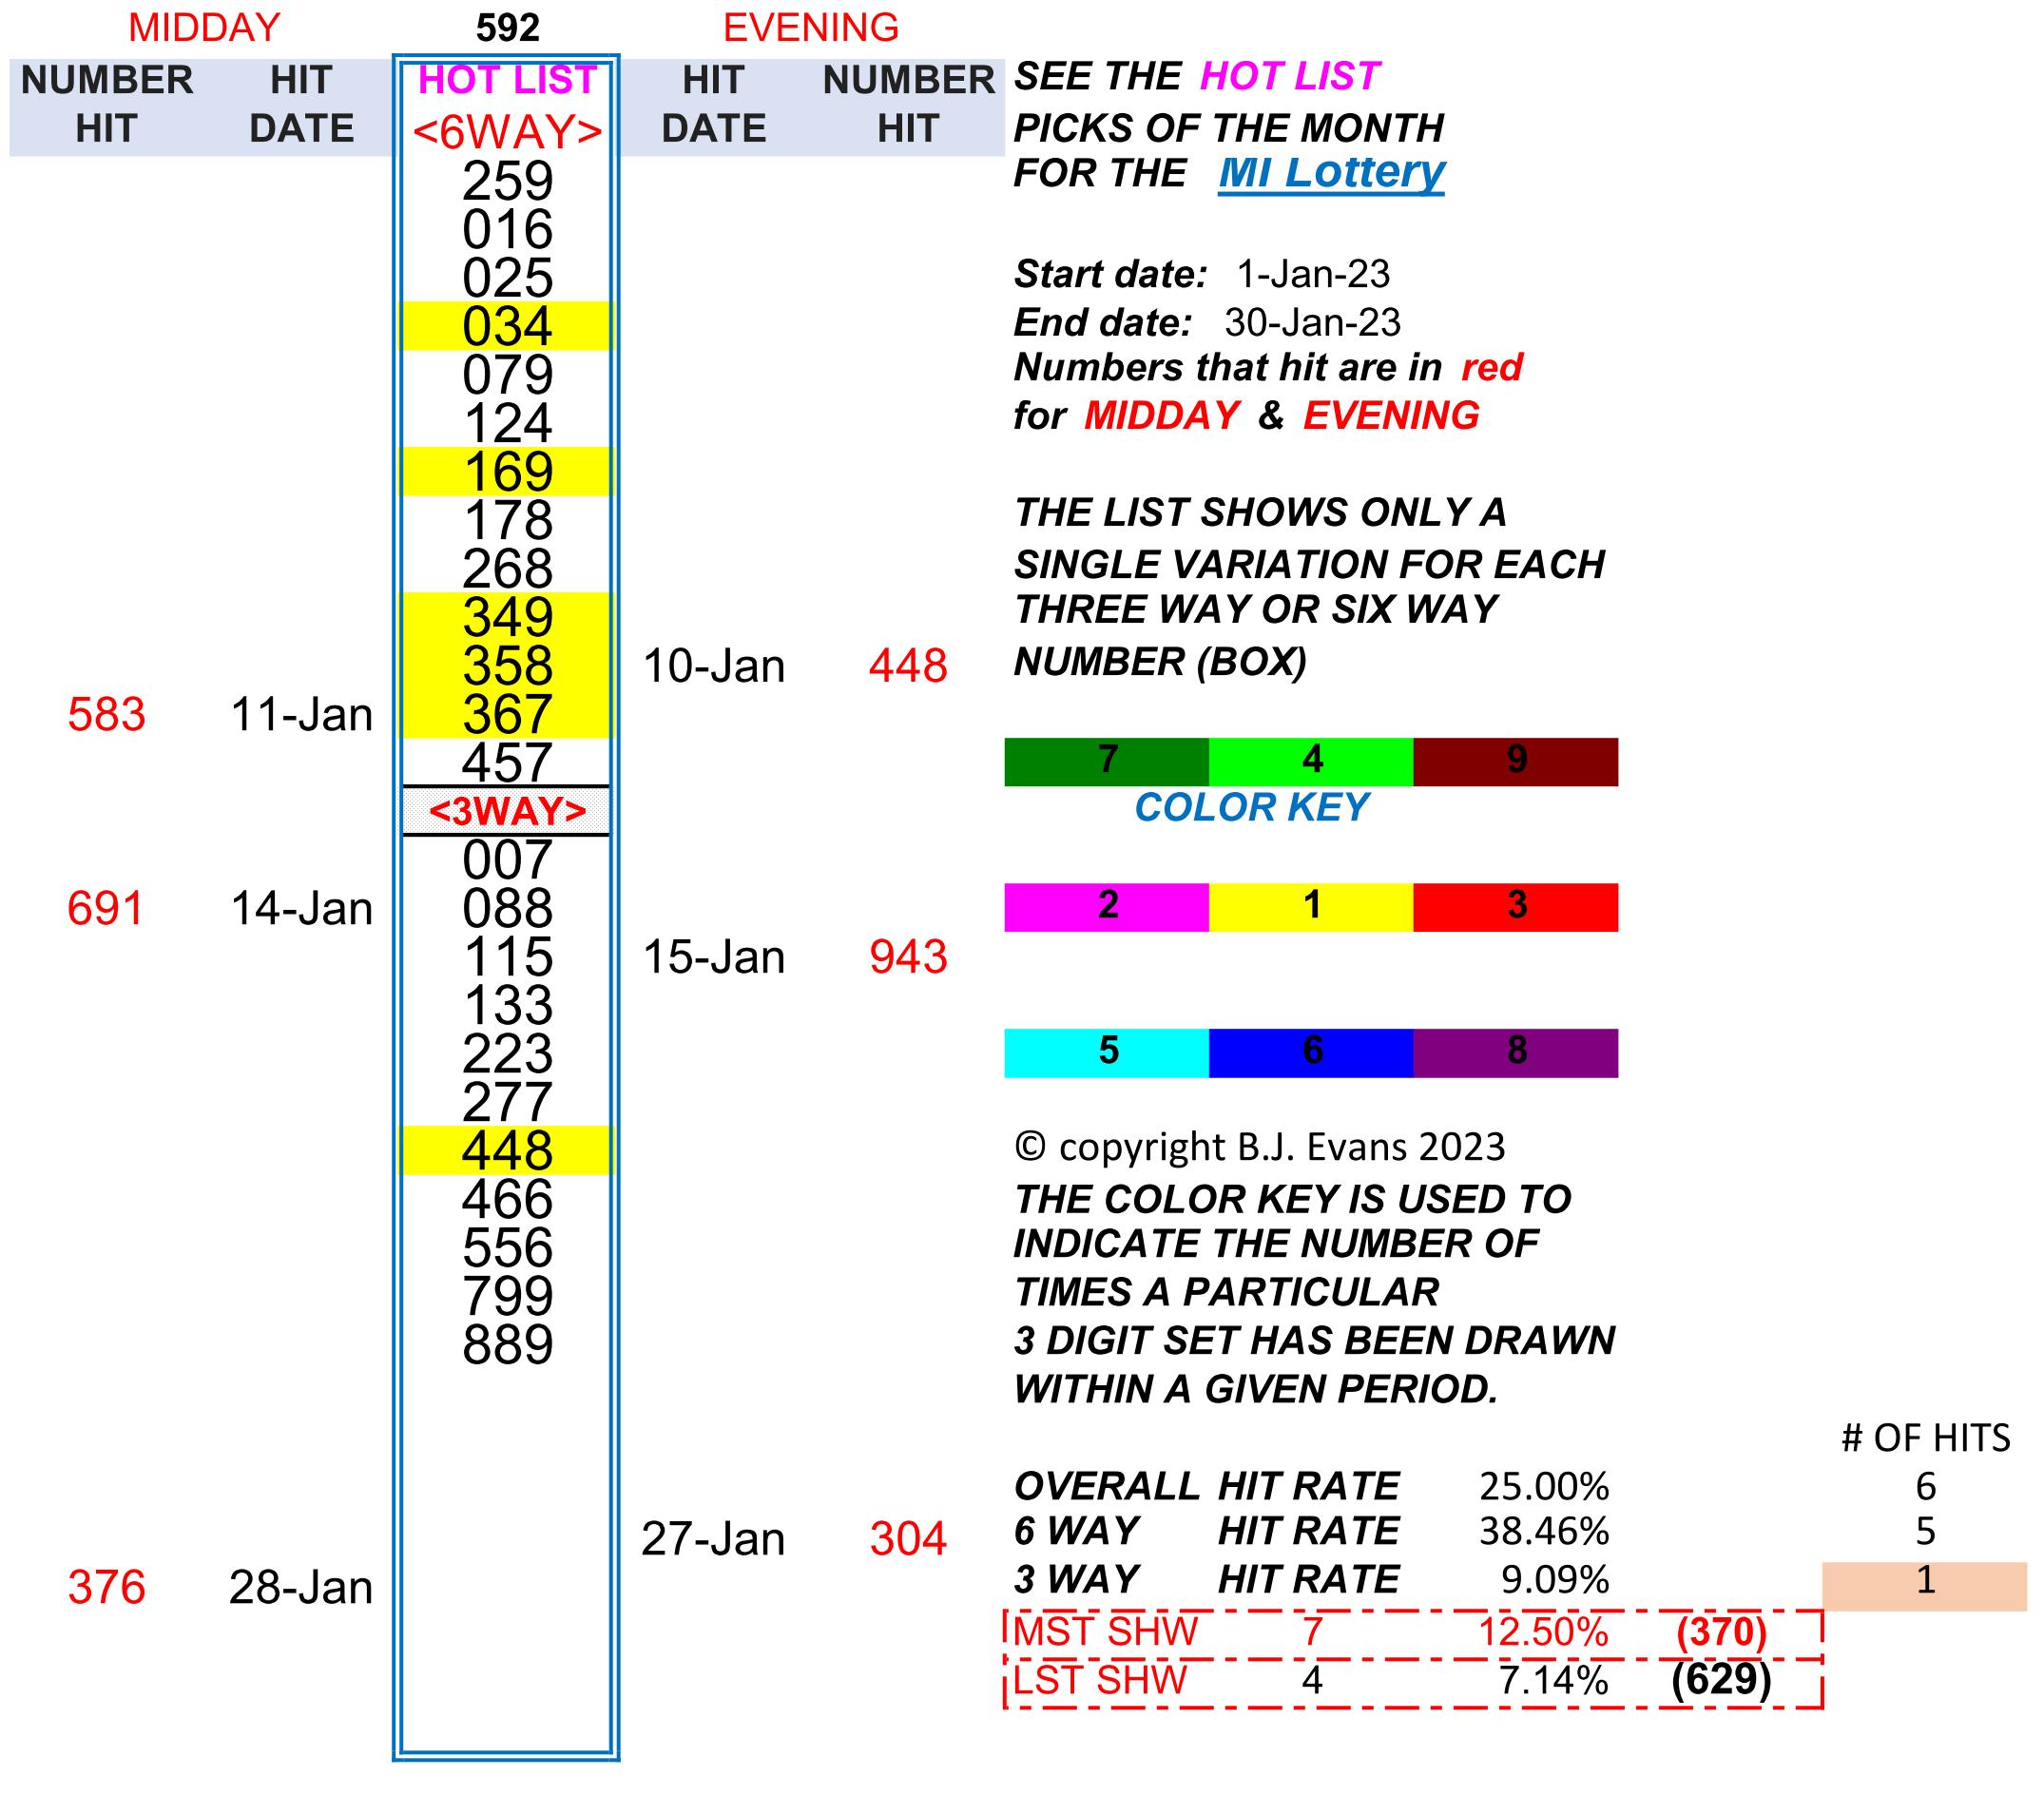 MIDDAY 592 EVENING
NUMBER HIT HOT LIST HIT NUMBER SEE THE HOT LIST
HIT DATE <6WAY> DATE HIT PICKS OF THE MONTH
259 FOR THE MI Lottery
016
025 Start date: 1-Jan-23
034 End date: 30-Jan-23
079 Numbers that hit are in red
124 for MIDDAY & EVENING
169
178 THE LIST SHOWS ONLY A
268 SINGLE VARIATION FOR EACH
349 THREE WAY OR SIX WAY
358 10-Jan 448 NUMBER (BOX)
583 11-Jan 367
457 7 4 9
<3WAY> COLOR KEY
007
691 14-Jan 088 2 1 3
115 15-Jan 943
133
223 5 6 8
277
448 © copyright B.J. Evans 2023
466 THE COLOR KEY IS USED TO
556 INDICATE THE NUMBER OF
799 TIMES A PARTICULAR
889 3 DIGIT SET HAS BEEN DRAWN
WITHIN A GIVEN PERIOD.
# OF HITS
OVERALL HIT RATE 25.00% 6
27-Jan 304 6 WAY HIT RATE 38.46% 5
376 28-Jan 3 WAY HIT RATE 9.09% 1
MST SHW 7 12.50% (370)
LST SHW 4 7.14% (629)